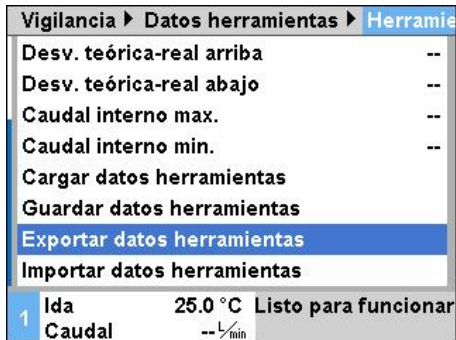 Vigilancia ▶ Datos herramientas ▶ Herramie
Desv. teórica-real arriba --
Desv. teórica-real abajo --
Caudal interno max. --
Caudal interno min. --
Cargar datos herramientas
Guardar datos herramientas
Exportar datos herramientas
Importar datos herramientas
1 Ida 25.0 °C Listo para funcionar
Caudal -- L/min